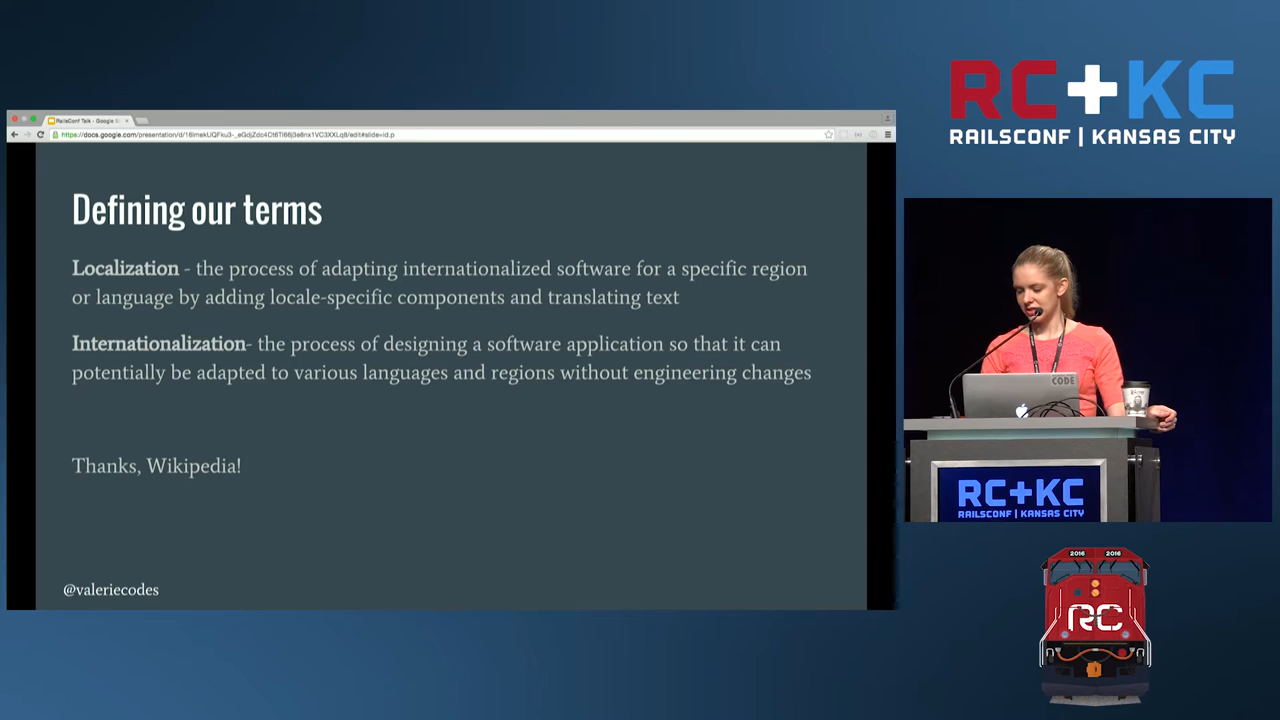 RC+KC
RAILSCONF | KANSAS CITY
RailsConf Talk - Google S
Defining our terms
Localization - the process of adapting internationalized software for a specific region
or language by adding locale-specific components and translating text
Internationalization- the process of designing a software application so that it can
potentially be adapted to various languages and regions without engineering changes
Thanks, Wikipedia!
@valeriecodes
CODE
RC+KC
RAILSCONF | KANSAS CITY
2016 2016
RC